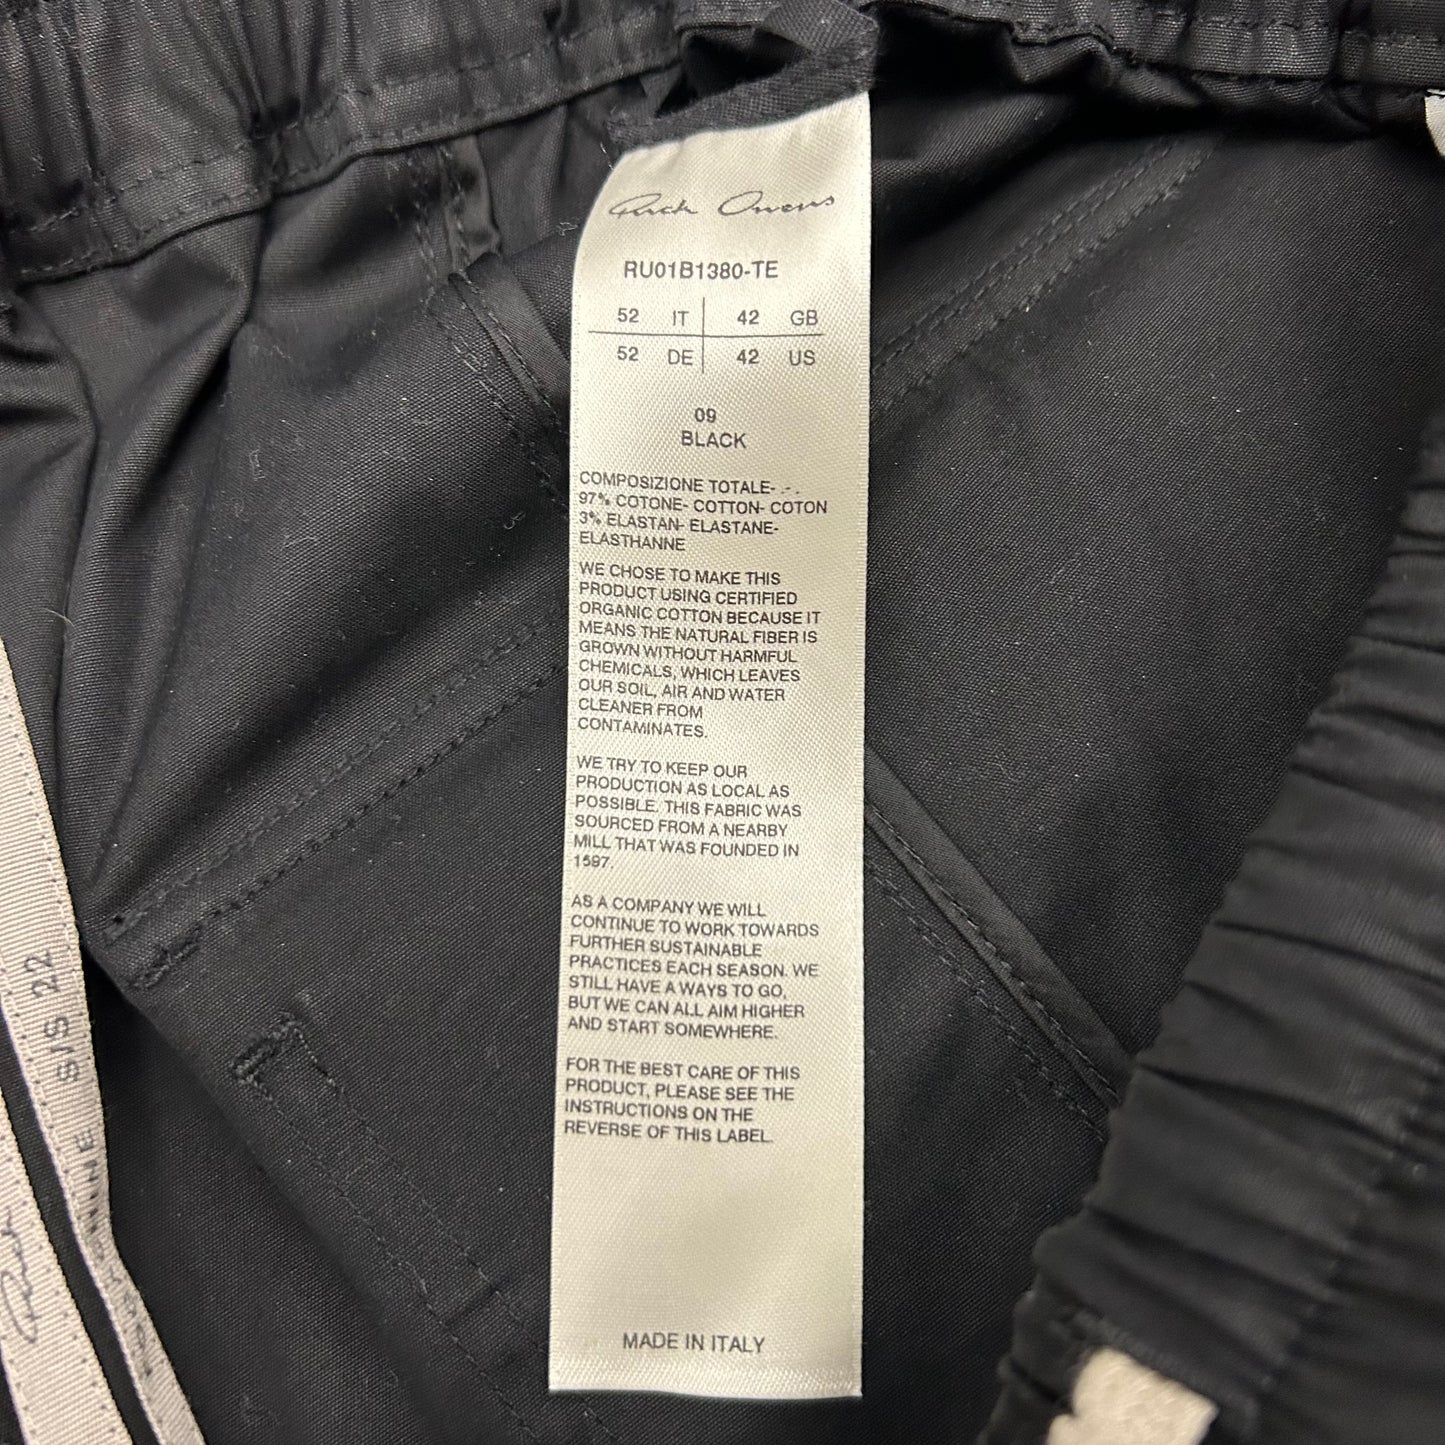 Rick Owens
RU01B1380-TE
52 IT 42 GB
52 DE 42 US
09
BLACK
COMPOSIZIONE TOTALE- .- .
97% COTONE- COTTON- COTON
3% ELASTAN- ELASTANE-
ELASTHANNE
WE CHOSE TO MAKE THIS
PRODUCT USING CERTIFIED
ORGANIC COTTON BECAUSE IT
MEANS THE NATURAL FIBER IS
GROWN WITHOUT HARMFUL
CHEMICALS, WHICH LEAVES
OUR SOIL, AIR AND WATER
CLEANER FROM
CONTAMINATES.
WE TRY TO KEEP OUR
PRODUCTION AS LOCAL AS
POSSIBLE. THIS FABRIC WAS
SOURCED FROM A NEARBY
MILL THAT WAS FOUNDED IN
1597.
AS A COMPANY WE WILL
CONTINUE TO WORK TOWARDS
FURTHER SUSTAINABLE
PRACTICES EACH SEASON. WE
STILL HAVE A WAYS TO GO,
BUT WE CAN ALL AIM HIGHER
AND START SOMEWHERE.
FOR THE BEST CARE OF THIS
PRODUCT, PLEASE SEE THE
INSTRUCTIONS ON THE
REVERSE OF THIS LABEL.
MADE IN ITALY
S/S 22
Rick